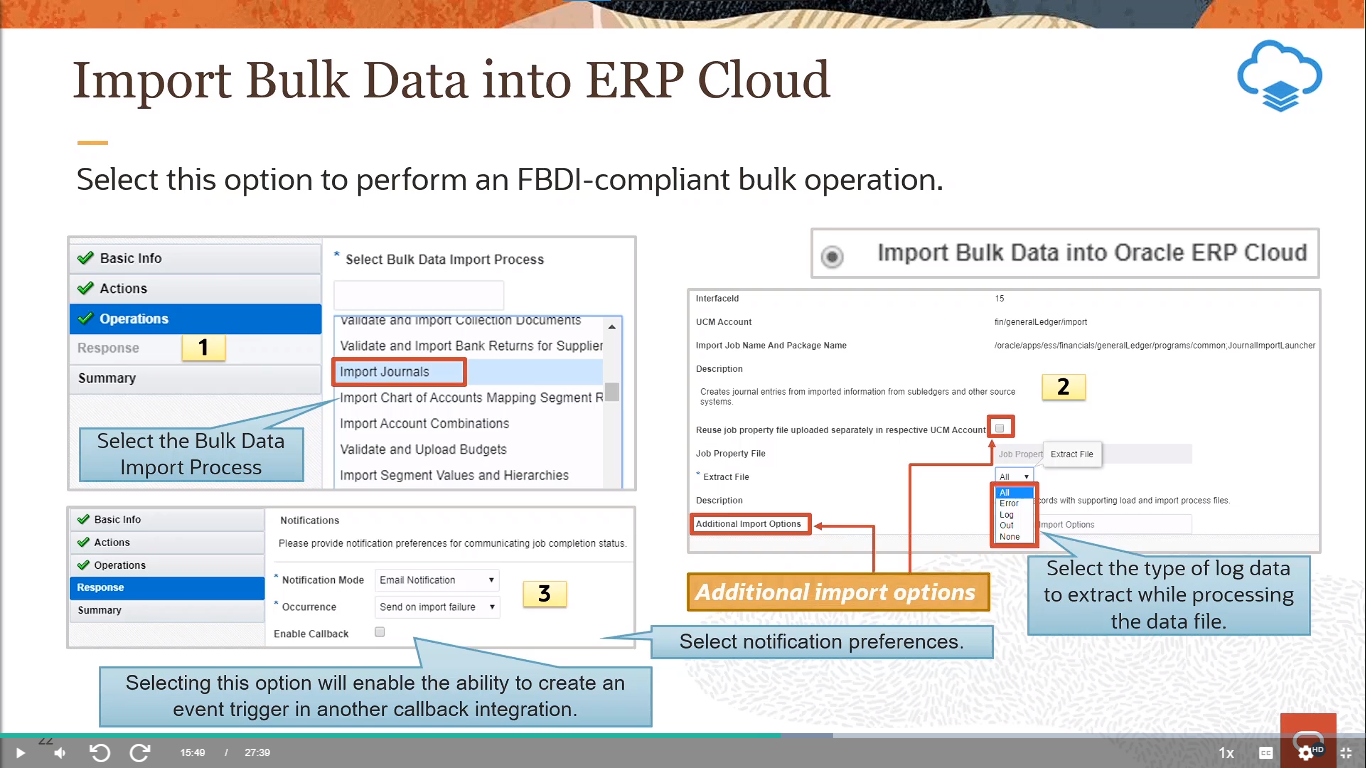 Import Bulk Data into ERP Cloud
Select this option to perform an FBDI-compliant bulk operation.
Basic Info
Actions
Operations
Response
Summary
1
* Select Bulk Data Import Process
Validate and Import Collection Documents
Validate and Import Bank Returns for Supplier
Import Journals
Import Chart of Accounts Mapping Segment R
Import Account Combinations
Validate and Upload Budgets
Import Segment Values and Hierarchies
Select the Bulk Data
Import Process
Import Bulk Data into Oracle ERP Cloud
InterfaceId 15
UCM Account fin/generalLedger/import
Import Job Name And Package Name /oracle/apps/ess/financials/generalLedger/programs/common;JournalImportLauncher
Description
Creates journal entries from imported information from subledgers and other source
systems.
2
Reuse job property file uploaded separately in respective UCM Account
Job Property File Job Propert Extract File
* Extract File All
All
Error
Log
Out
None
Description cords with supporting load and import process files.
Additional Import Options Import Options
Additional import options
Select the type of log data
to extract while processing
the data file.
Basic Info
Actions
Operations
Response
Summary
Notifications
Please provide notification preferences for communicating job completion status.
* Notification Mode Email Notification
* Occurrence Send on import failure
Enable Callback
3
Select notification preferences.
Selecting this option will enable the ability to create an
event trigger in another callback integration.
22
15:49 / 27:39
1x
CC
HD